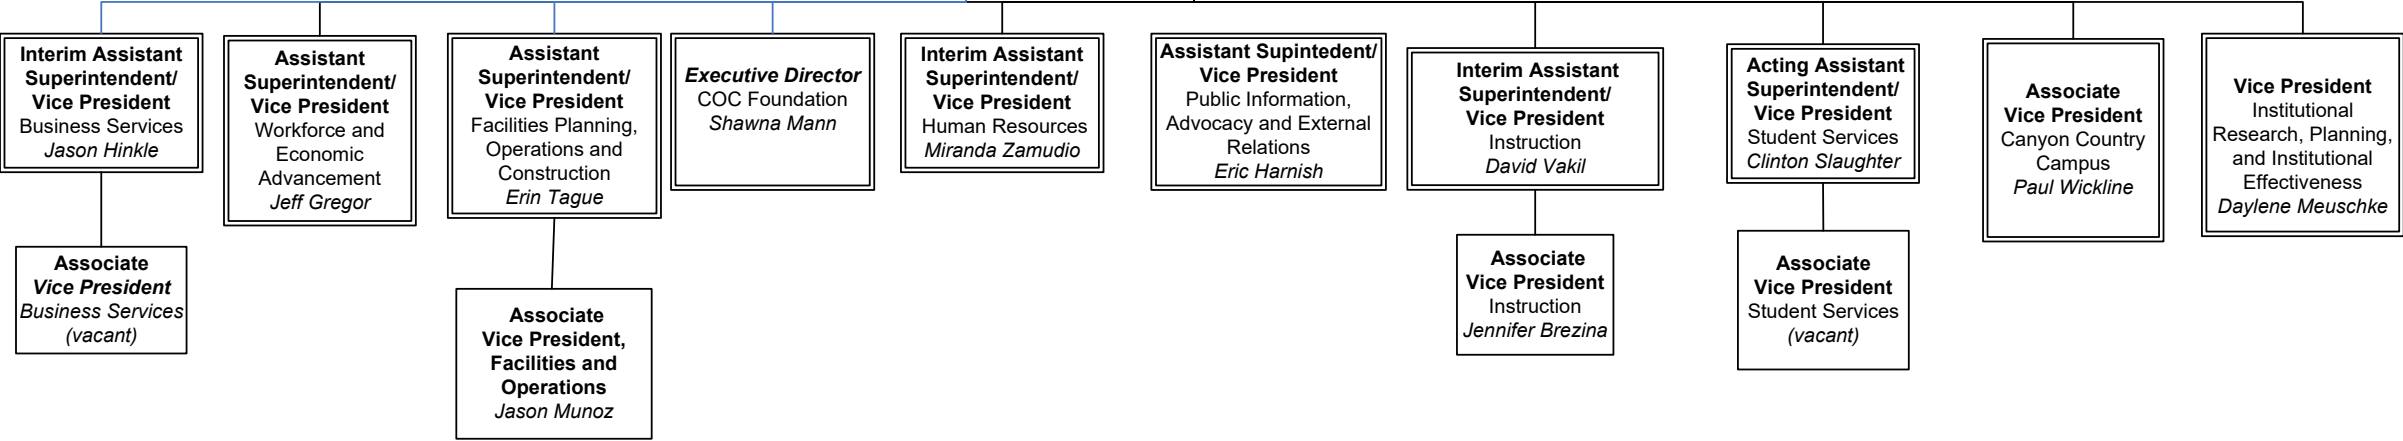 Interim Assistant
Superintendent/
Vice President
Business Services
Jason Hinkle
Associate
Vice President
Business Services
(vacant)
Assistant
Superintendent/
Vice President
Workforce and
Economic
Advancement
Jeff Gregor
Assistant
Superintendent/
Vice President
Facilities Planning,
Operations and
Construction
Erin Tague
Associate
Vice President,
Facilities and
Operations
Jason Munoz
Executive Director
COC Foundation
Shawna Mann
Interim Assistant
Superintendent/
Vice President
Human Resources
Miranda Zamudio
Assistant Supintedent/
Vice President
Public Information,
Advocacy and External
Relations
Eric Harnish
Interim Assistant
Superintendent/
Vice President
Instruction
David Vakil
Associate
Vice President
Instruction
Jennifer Brezina
Acting Assistant
Superintendent/
Vice President
Student Services
Clinton Slaughter
Associate
Vice President
Student Services
(vacant)
Associate
Vice President
Canyon Country
Campus
Paul Wickline
Vice President
Institutional
Research, Planning,
and Institutional
Effectiveness
Daylene Meuschke